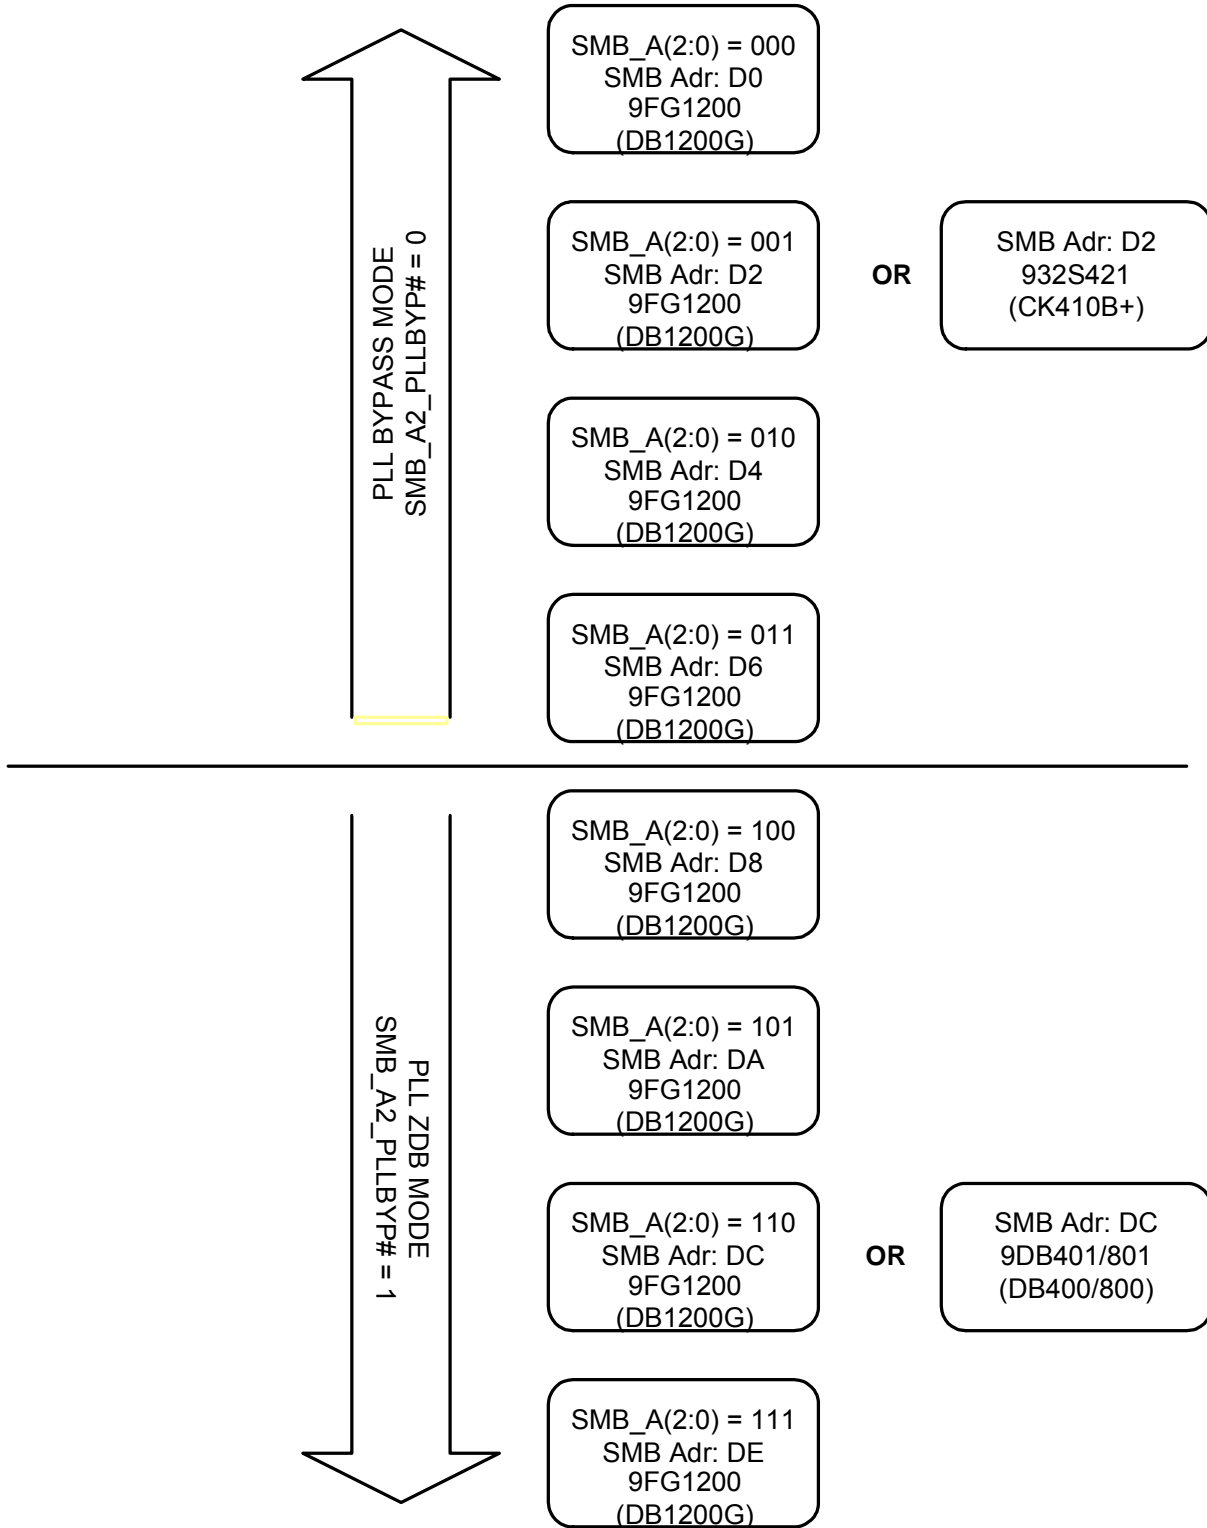 PLL BYPASS MODE
SMB_A2_PLLBYP# = 0
SMB_A(2:0) = 000
SMB Adr: D0
9FG1200
(DB1200G)
SMB_A(2:0) = 001
SMB Adr: D2
9FG1200
(DB1200G)
OR
SMB Adr: D2
932S421
(CK410B+)
SMB_A(2:0) = 010
SMB Adr: D4
9FG1200
(DB1200G)
SMB_A(2:0) = 011
SMB Adr: D6
9FG1200
(DB1200G)
PLL ZDB MODE
SMB_A2_PLLBYP# = 1
SMB_A(2:0) = 100
SMB Adr: D8
9FG1200
(DB1200G)
SMB_A(2:0) = 101
SMB Adr: DA
9FG1200
(DB1200G)
SMB_A(2:0) = 110
SMB Adr: DC
9FG1200
(DB1200G)
OR
SMB Adr: DC
9DB401/801
(DB400/800)
SMB_A(2:0) = 111
SMB Adr: DE
9FG1200
(DB1200G)